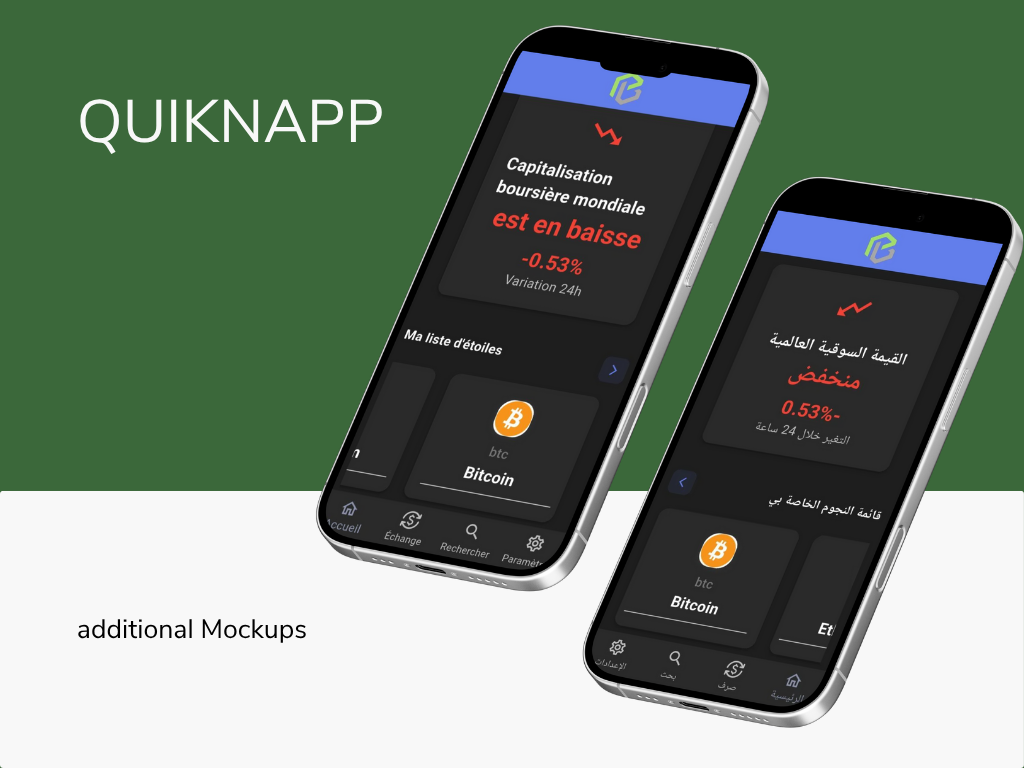 QUIKNAPP
Capitalisation
boursière mondiale
est en baisse
-0.53%
Variation 24h
Ma liste d'étoiles
n
btc
Bitcoin
Accueil
Échange
Rechercher
Paramètr
القيمة السوقية العالمية
منخفض
0.53%-
التغير خلال 24 ساعة
قائمة النجوم الخاصة بي
btc
Bitcoin
Et
الرئيسية
صرف
بحث
الإعدادات
additional Mockups